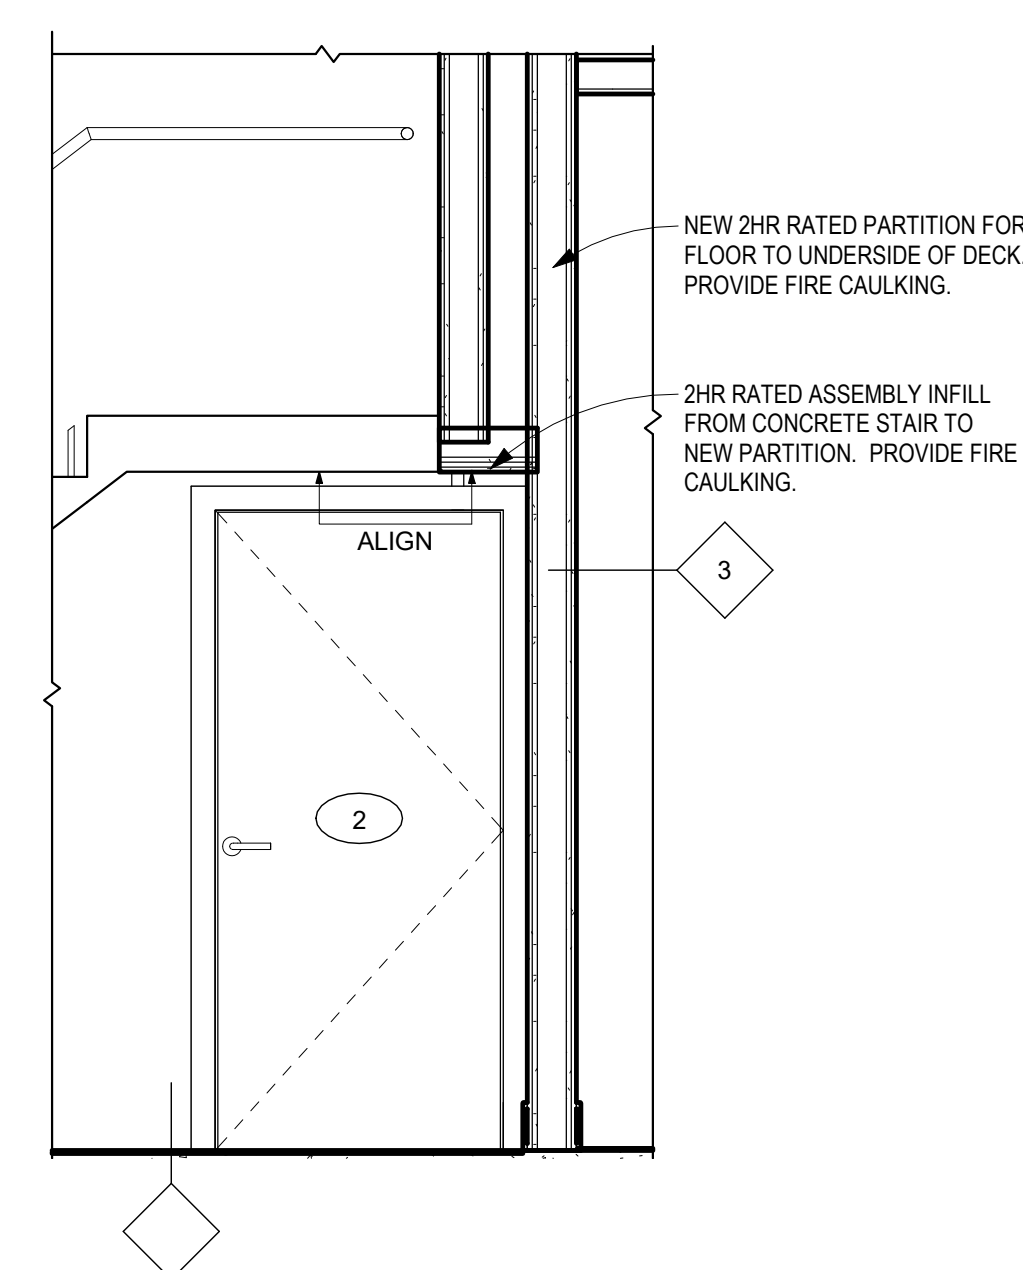 NEW 2HR RATED PARTITION FOR
FLOOR TO UNDERSIDE OF DECK.
PROVIDE FIRE CAULKING.
2HR RATED ASSEMBLY INFILL
FROM CONCRETE STAIR TO
NEW PARTITION. PROVIDE FIRE
CAULKING.
ALIGN
3
2